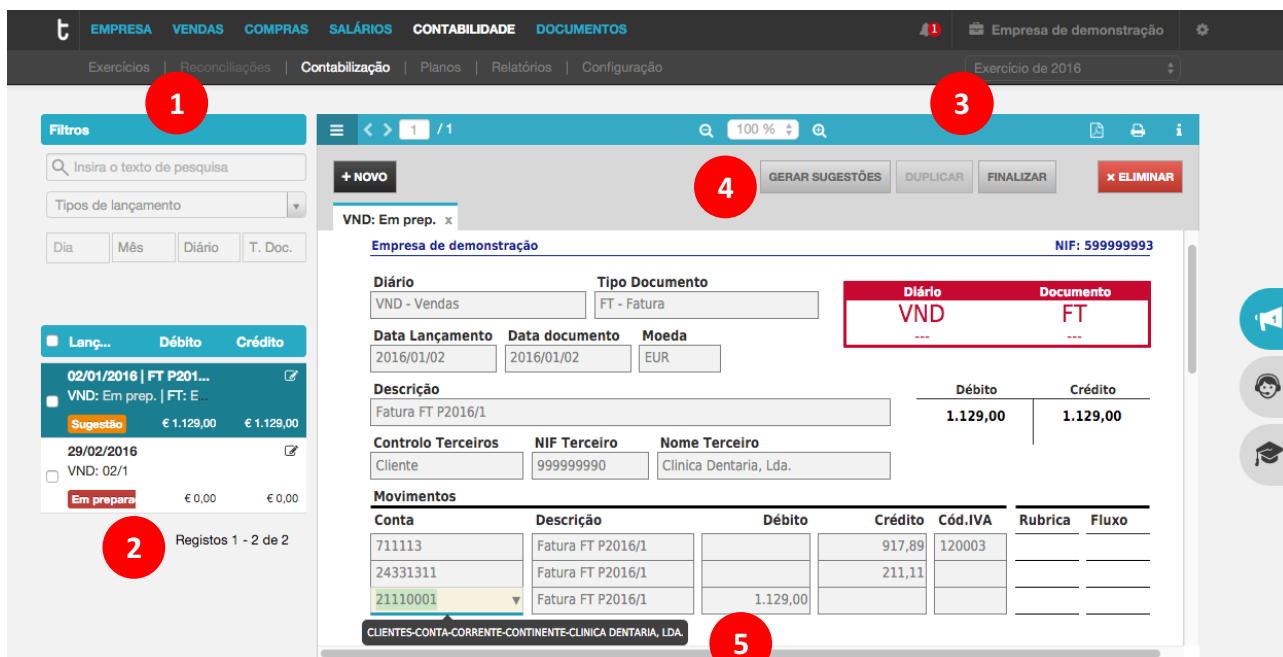 t EMPRESA VENDAS COMPRAS SALÁRIOS CONTABILIDADE DOCUMENTOS 1 Empresa de demonstração
Exercícios | Reconciliações | Contabilização | Planos | Relatórios | Configuração Exercício de 2016
1 3
Filtros 1 / 1 100 % i
Insira o texto de pesquisa
+ NOVO 4 GERAR SUGESTÕES DUPLICAR FINALIZAR x ELIMINAR
Tipos de lançamento
VND: Em prep. x
Dia Mês Diário T. Doc.
Empresa de demonstração NIF: 599999993
Diário Tipo Documento
VND - Vendas FT - Fatura
Diário Documento
VND FT
--- ---
Data Lançamento Data documento Moeda
2016/01/02 2016/01/02 EUR
Lanç... Débito Crédito
02/01/2016 | FT P201...
VND: Em prep. | FT: E...
Sugestão € 1.129,00 € 1.129,00
29/02/2016
VND: 02/1
Em prepara € 0,00 € 0,00
2 Registos 1 - 2 de 2
Descrição Débito Crédito
Fatura FT P2016/1 1.129,00 1.129,00
Controlo Terceiros NIF Terceiro Nome Terceiro
Cliente 999999990 Clinica Dentaria, Lda.
Movimentos
Conta Descrição Débito Crédito Cód.IVA Rubrica Fluxo
711113 Fatura FT P2016/1 917,89 120003
24331311 Fatura FT P2016/1 211,11
21110001 Fatura FT P2016/1 1.129,00
CLIENTES-CONTA-CORRENTE-CONTINENTE-CLINICA DENTARIA, LDA.
5
1